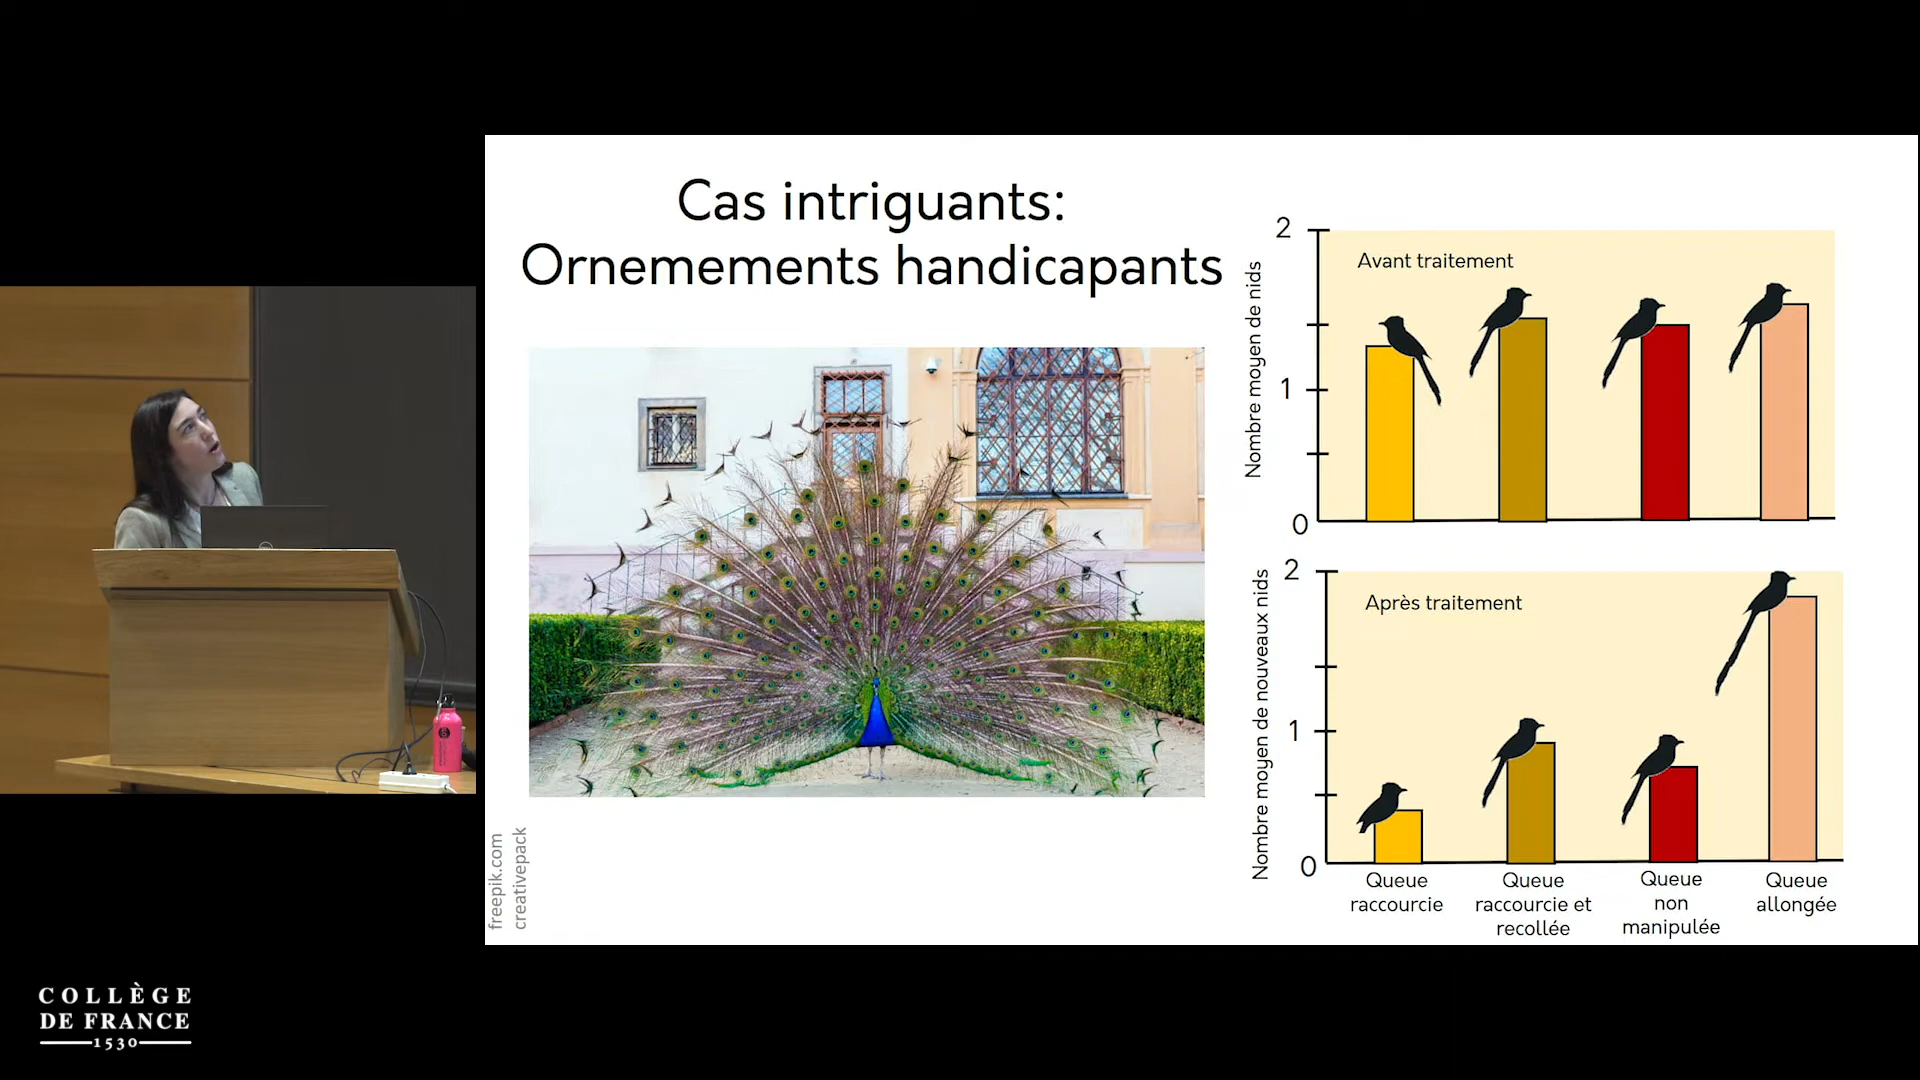 Cas intriguants:
Ornemements handicapants
2
Avant traitement
Nombre moyen de nids
1
0
2
Après traitement
Nombre moyen de nouveaux nids
1
0
Queue
raccourcie
Queue
raccourcie et
recollée
Queue
non
manipulée
Queue
allongée
freepik.com
creativepack
COLLÈGE
DE FRANCE
1530